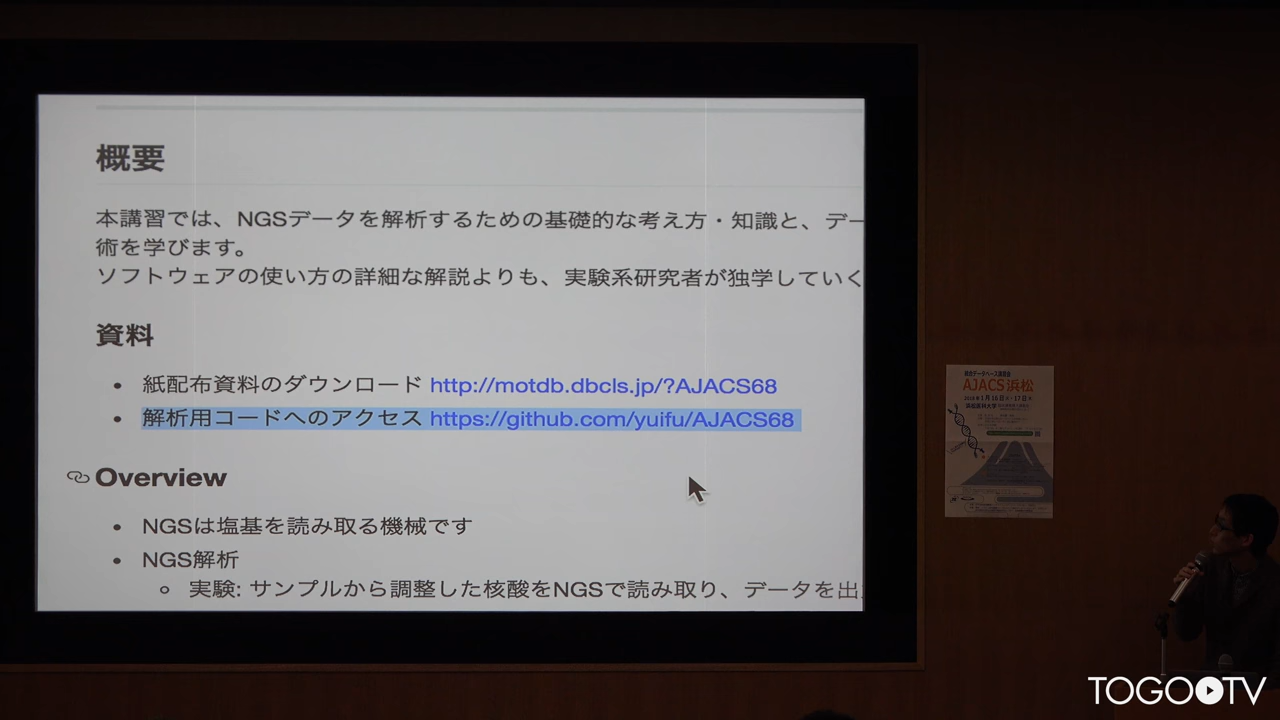 概要
本講習では、NGSデータを解析するための基礎的な考え方・知識と、デー
術を学びます。
ソフトウェアの使い方の詳細な解説よりも、実験系研究者が独学していく
資料
• 紙配布資料のダウンロード http://motdb.dbcls.jp/?AJACS68
• 解析用コードへのアクセス https://github.com/yuifu/AJACS68
Overview
• NGSは塩基を読み取る機械です
• NGS解析
○ 実験: サンプルから調整した核酸をNGSで読み取り、データを出
AJACS浜松
TOGO TV